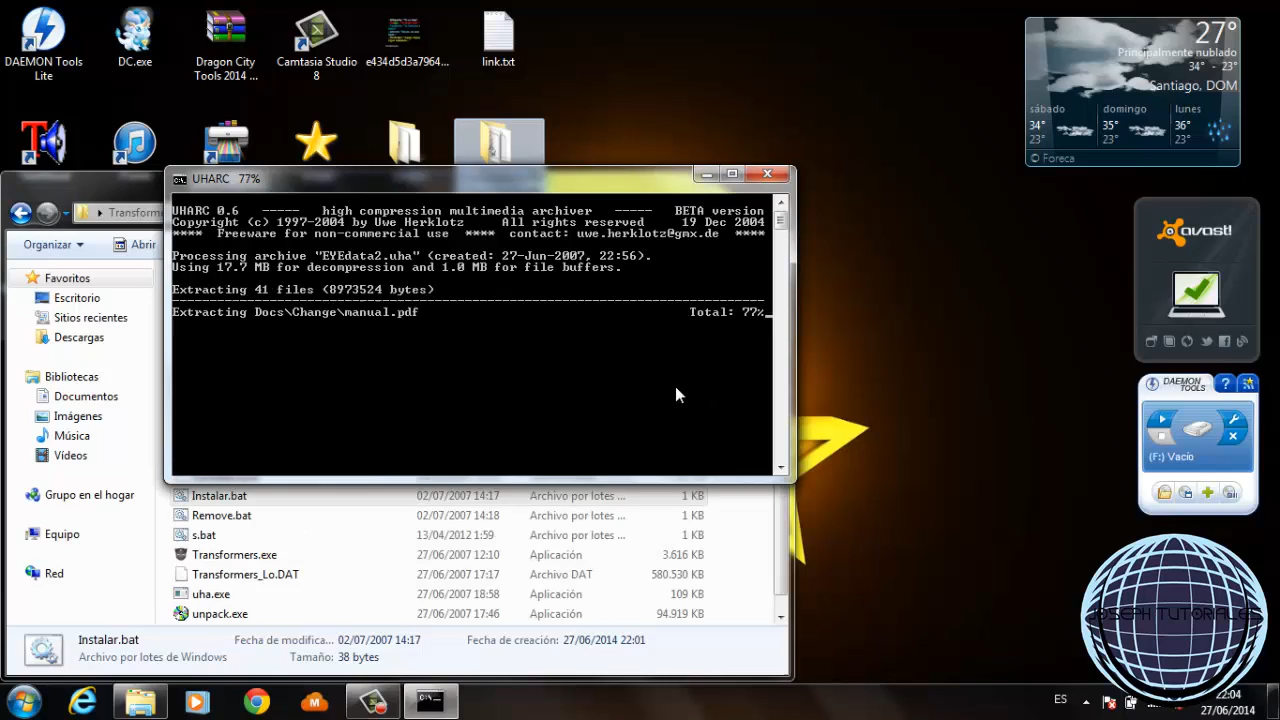 DAEMON Tools
Lite
DC.exe
Dragon City
Tools 2014 ...
Camtasia Studio
8
e434d5d3a7964...
link.txt
27°
Principalmente nublado
34° - 23°
Santiago, DOM
sábado
domingo
lunes
34°
23°
35°
23°
36°
23°
© Foreca
UHARC 77%
UHARC 0.6 ----- high compression multimedia archiver ----- BETA version
Copyright (c) 1997-2004 by Uwe Herklotz All rights reserved 19 Dec 2004
**** Freeware for non-commercial use **** contact: uwe.herklotz@gmx.de ****
Processing archive "EYEdata2.uha" (created: 27-Jun-2007, 22:56).
Using 17.7 MB for decompression and 1.0 MB for file buffers.
Extracting 41 files (8973524 bytes)
Extracting Docs\Change\manual.pdf Total: 77%
Transform
Organizar
Abrir
Favoritos
Escritorio
Sitios recientes
Descargas
Bibliotecas
Documentos
Imágenes
Música
Vídeos
Grupo en el hogar
Equipo
Red
Instalar.bat 02/07/2007 14:17 Archivo por lotes ... 1 KB
Remove.bat 02/07/2007 14:18 Archivo por lotes ... 1 KB
s.bat 13/04/2012 1:59 Archivo por lotes ... 1 KB
Transformers.exe 27/06/2007 12:10 Aplicación 3.616 KB
Transformers_Lo.DAT 27/06/2007 17:17 Archivo DAT 580.530 KB
uha.exe 27/06/2007 18:58 Aplicación 109 KB
unpack.exe 27/06/2007 17:46 Aplicación 94.919 KB
Instalar.bat Fecha de modifica... 02/07/2007 14:17 Fecha de creación: 27/06/2014 22:01
Archivo por lotes de Windows Tamaño: 38 bytes
avast!
DAEMON
TOOLS
(F:) Vacío
JOSEPH TUTORIALES
ES
22:04
27/06/2014